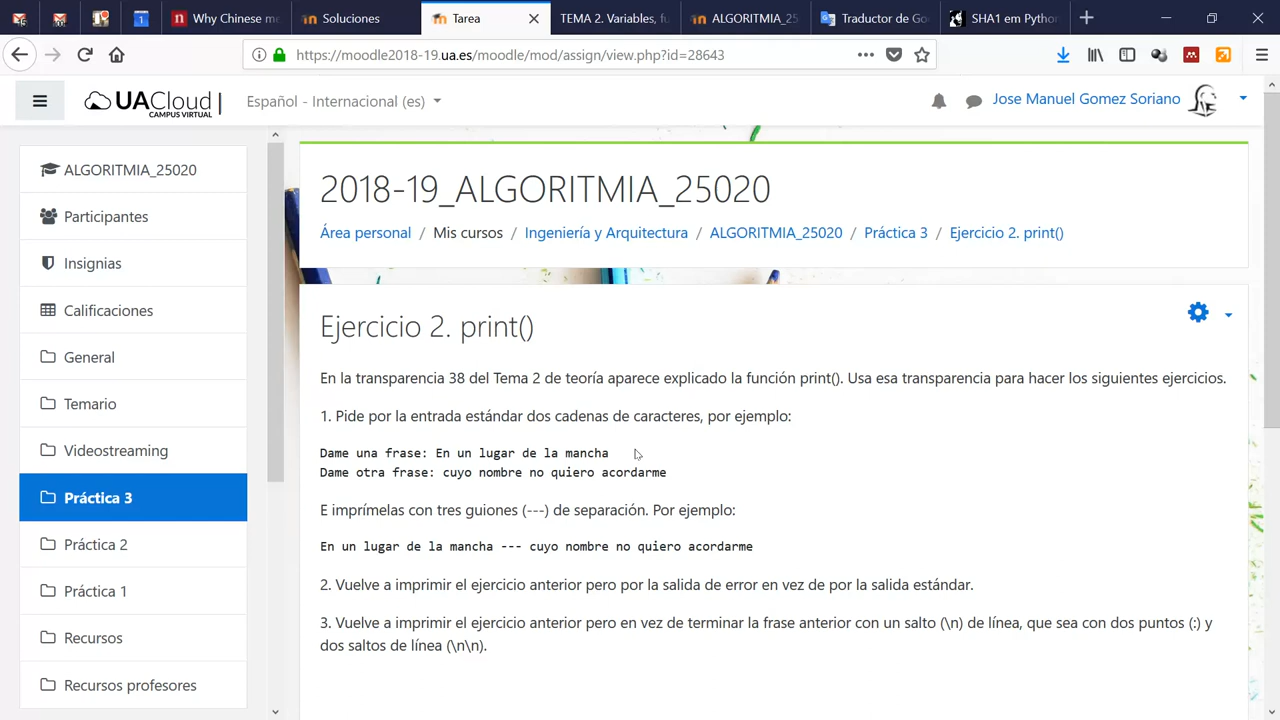 1
Why Chinese me
Soluciones
Tarea
TEMA 2. Variables, fu
ALGORITMIA_25
Traductor de Go
SHA1 em Python
https://moodle2018-19.ua.es/moodle/mod/assign/view.php?id=28643
UACloud
CAMPUS VIRTUAL
Español - Internacional (es)
Jose Manuel Gomez Soriano
ALGORITMIA_25020
Participantes
Insignias
Calificaciones
General
Temario
Videostreaming
Práctica 3
Práctica 2
Práctica 1
Recursos
Recursos profesores
2018-19_ALGORITMIA_25020
Área personal / Mis cursos / Ingeniería y Arquitectura / ALGORITMIA_25020 / Práctica 3 / Ejercicio 2. print()
Ejercicio 2. print()
En la transparencia 38 del Tema 2 de teoría aparece explicado la función print(). Usa esa transparencia para hacer los siguientes ejercicios.
1. Pide por la entrada estándar dos cadenas de caracteres, por ejemplo:
Dame una frase: En un lugar de la mancha
Dame otra frase: cuyo nombre no quiero acordarme
E imprímelas con tres guiones (---) de separación. Por ejemplo:
En un lugar de la mancha --- cuyo nombre no quiero acordarme
2. Vuelve a imprimir el ejercicio anterior pero por la salida de error en vez de por la salida estándar.
3. Vuelve a imprimir el ejercicio anterior pero en vez de terminar la frase anterior con un salto (\n) de línea, que sea con dos puntos (:) y
dos saltos de línea (\n\n).